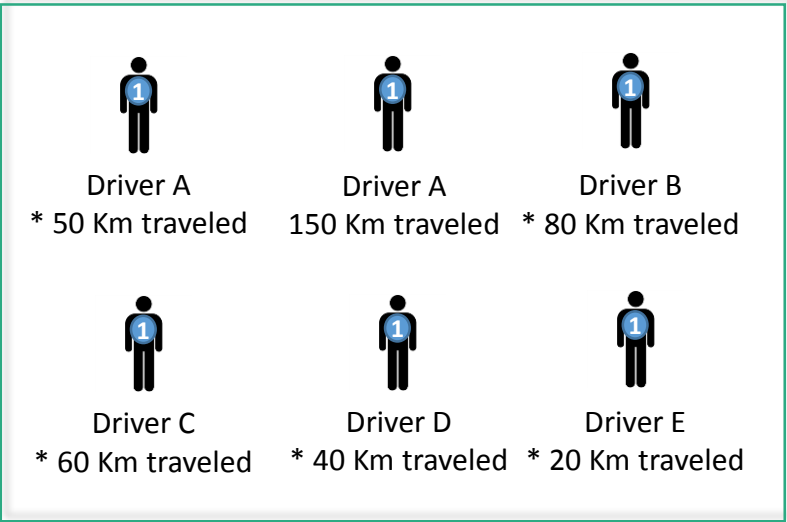 1
1
1
Driver A
* 50 Km traveled
Driver A
150 Km traveled
Driver B
* 80 Km traveled
1
1
1
Driver C
* 60 Km traveled
Driver D
* 40 Km traveled
Driver E
* 20 Km traveled